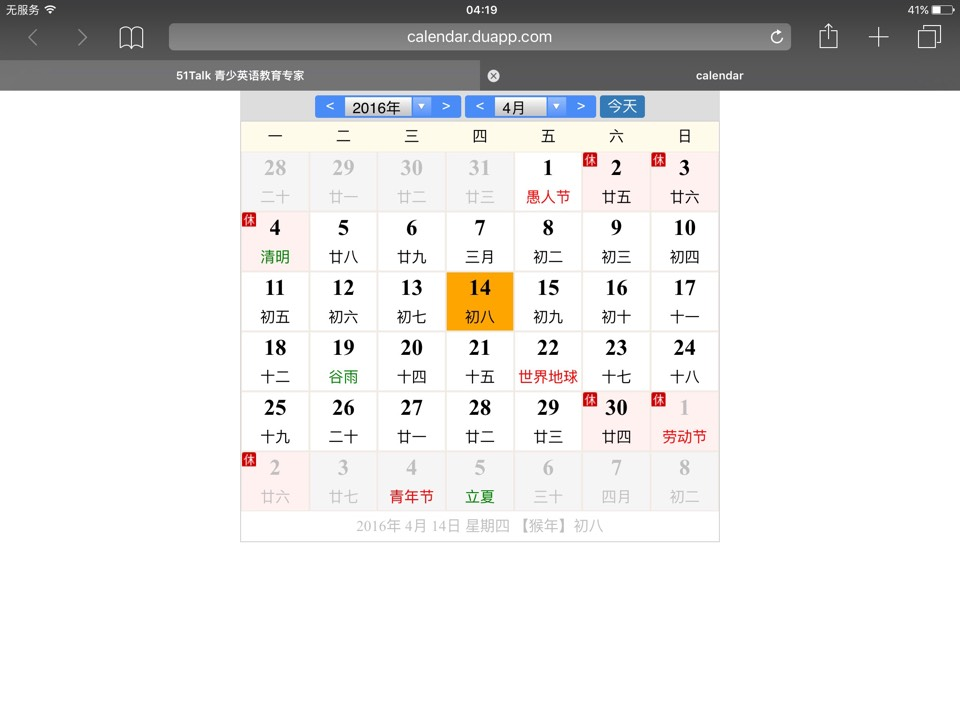 无服务 04:19 41%
calendar.duapp.com
51Talk 青少英语教育专家 calendar
< 2016年 > < 4月 > 今天
一 二 三 四 五 六 日
28 29 30 31 1 休 2 休 3
二十 廿一 廿二 廿三 愚人节 廿五 廿六
休 4 5 6 7 8 9 10
清明 廿八 廿九 三月 初二 初三 初四
11 12 13 14 15 16 17
初五 初六 初七 初八 初九 初十 十一
18 19 20 21 22 23 24
十二 谷雨 十四 十五 世界地球 十七 十八
25 26 27 28 29 休 30 休 1
十九 二十 廿一 廿二 廿三 廿四 劳动节
休 2 3 4 5 6 7 8
廿六 廿七 青年节 立夏 三十 四月 初二
2016年 4月 14日 星期四 【猴年】初八